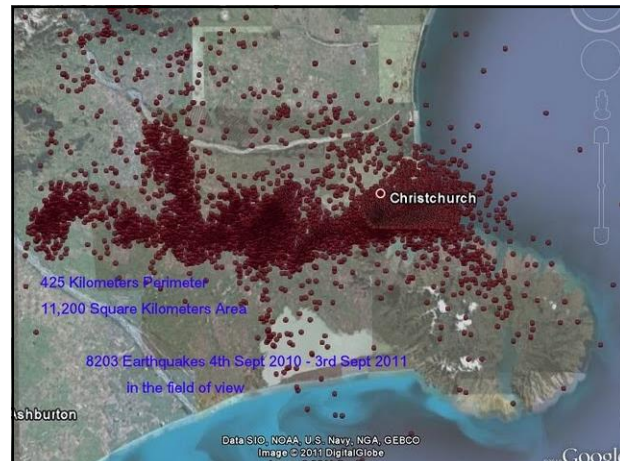 Christchurch
425 Kilometers Perimeter
11,200 Square Kilometers Area
8203 Earthquakes 4th Sept 2010 - 3rd Sept 2011
in the field of view
Ashburton
Data SIO, NOAA, U.S. Navy, NGA, GEBCO
Image © 2011 DigitalGlobe
Google